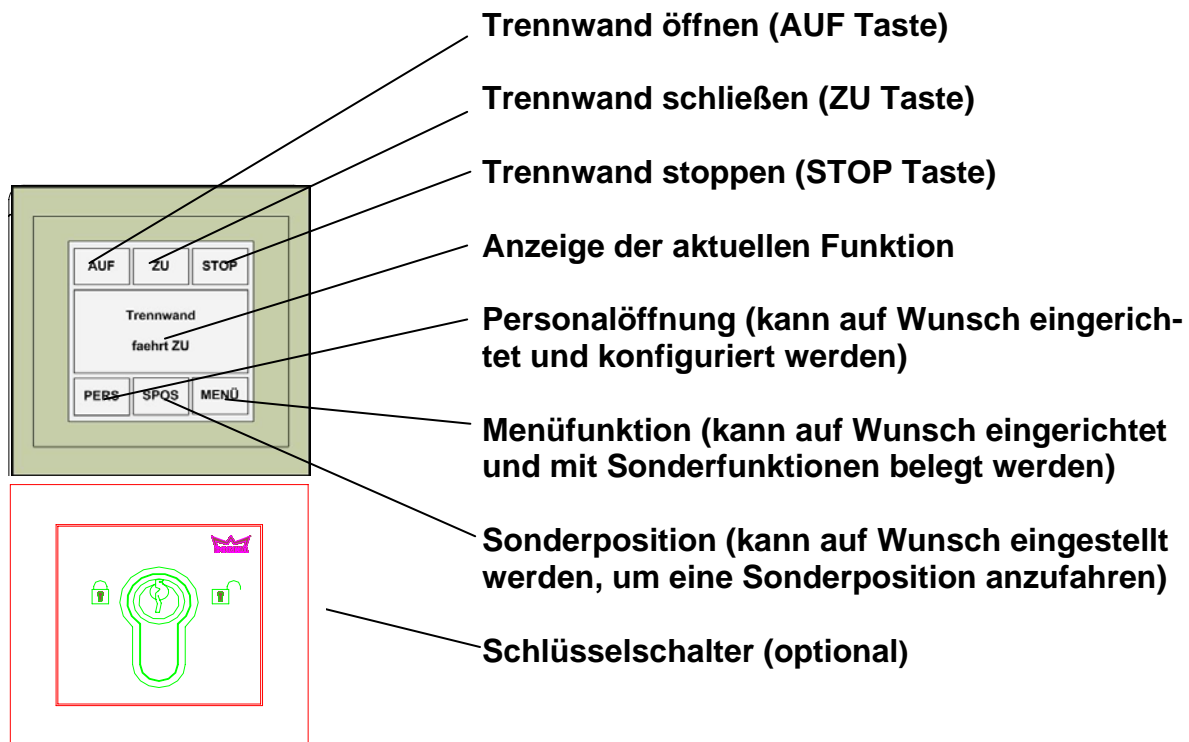 Trennwand öffnen (AUF Taste)
Trennwand schließen (ZU Taste)
Trennwand stoppen (STOP Taste)
Anzeige der aktuellen Funktion
Personalöffnung (kann auf Wunsch eingerich-
tet und konfiguriert werden)
Menüfunktion (kann auf Wunsch eingerichtet
und mit Sonderfunktionen belegt werden)
Sonderposition (kann auf Wunsch eingestellt
werden, um eine Sonderposition anzufahren)
Schlüsselschalter (optional)
AUF ZU STOP
Trennwand
faehrt ZU
PERS SPOS MENÜ
DORMA